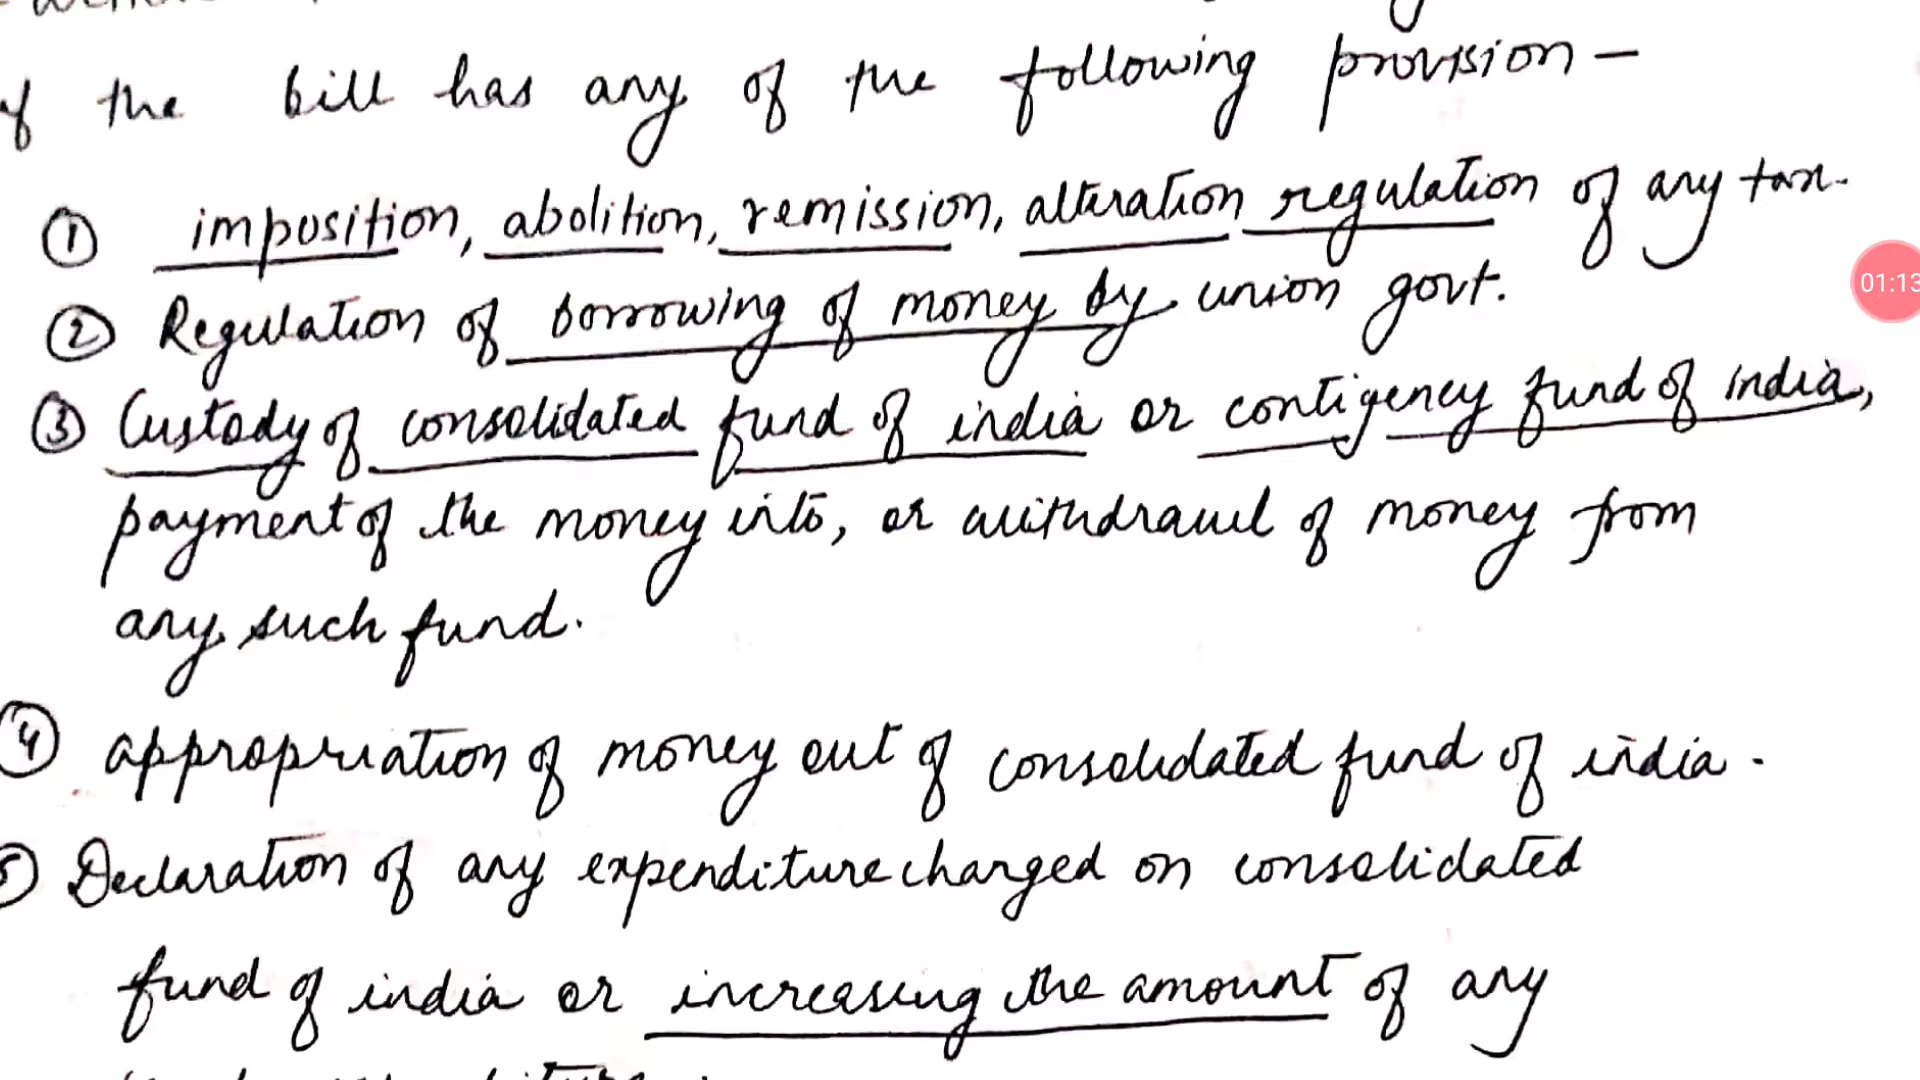 if the bill has any of the following provision –
① imposition, abolition, remission, alteration regulation of any tax.
② Regulation of borrowing of money by union govt.
01:13
③ Custody of consolidated fund of india or contigency fund of india,
payment of the money into, or withdrawl of money from
any such fund.
④ appropriation of money out of consolidated fund of india.
⑤ Declaration of any expenditure charged on consolidated
fund of india or increasing the amount of any